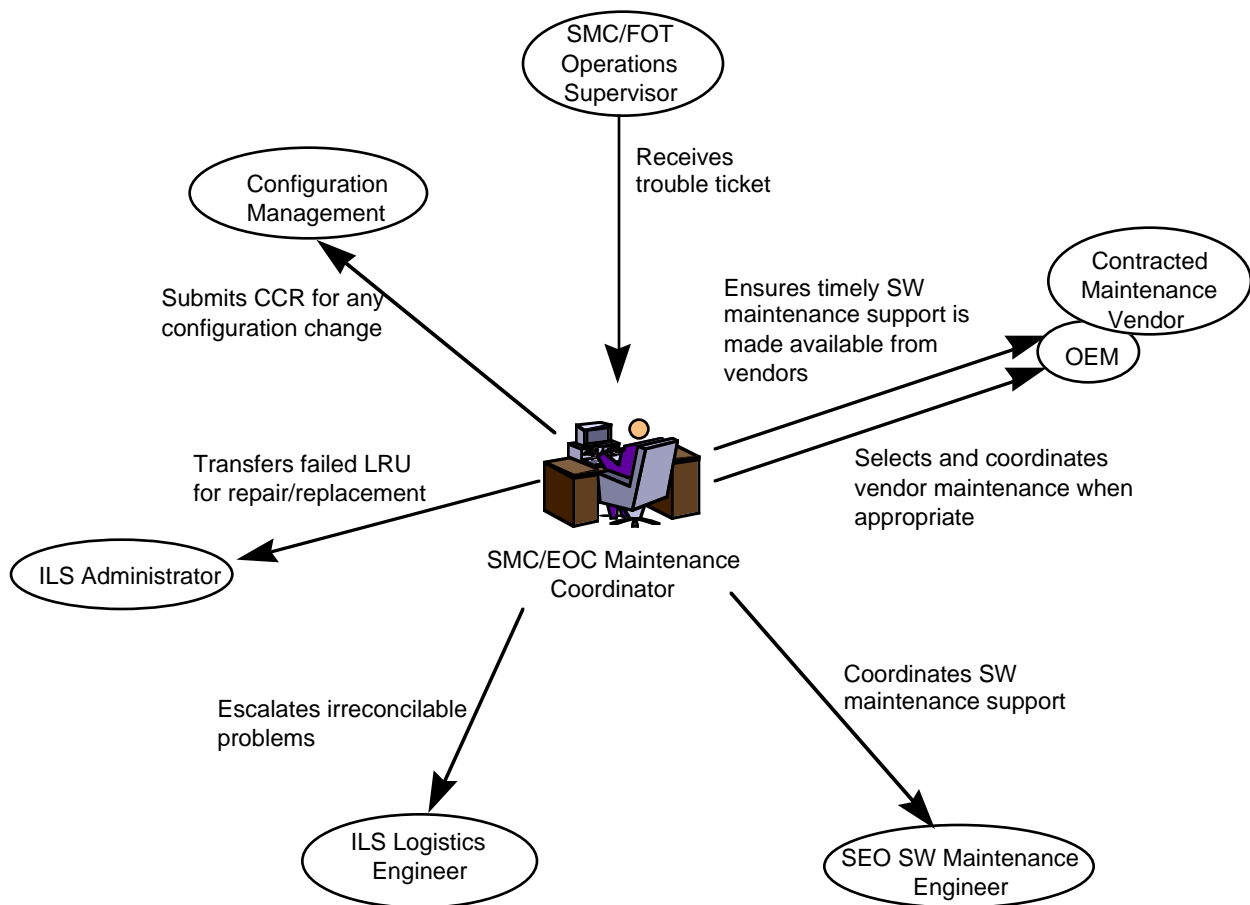 SMC/FOT
Operations
Supervisor
Receives
trouble ticket
Configuration
Management
Submits CCR for any
configuration change
Ensures timely SW
maintenance support is
made available from
vendors
Contracted
Maintenance
Vendor
OEM
Transfers failed LRU
for repair/replacement
Selects and coordinates
vendor maintenance when
appropriate
ILS Administrator
SMC/EOC Maintenance
Coordinator
Escalates irreconcilable
problems
Coordinates SW
maintenance support
ILS Logistics
Engineer
SEO SW Maintenance
Engineer